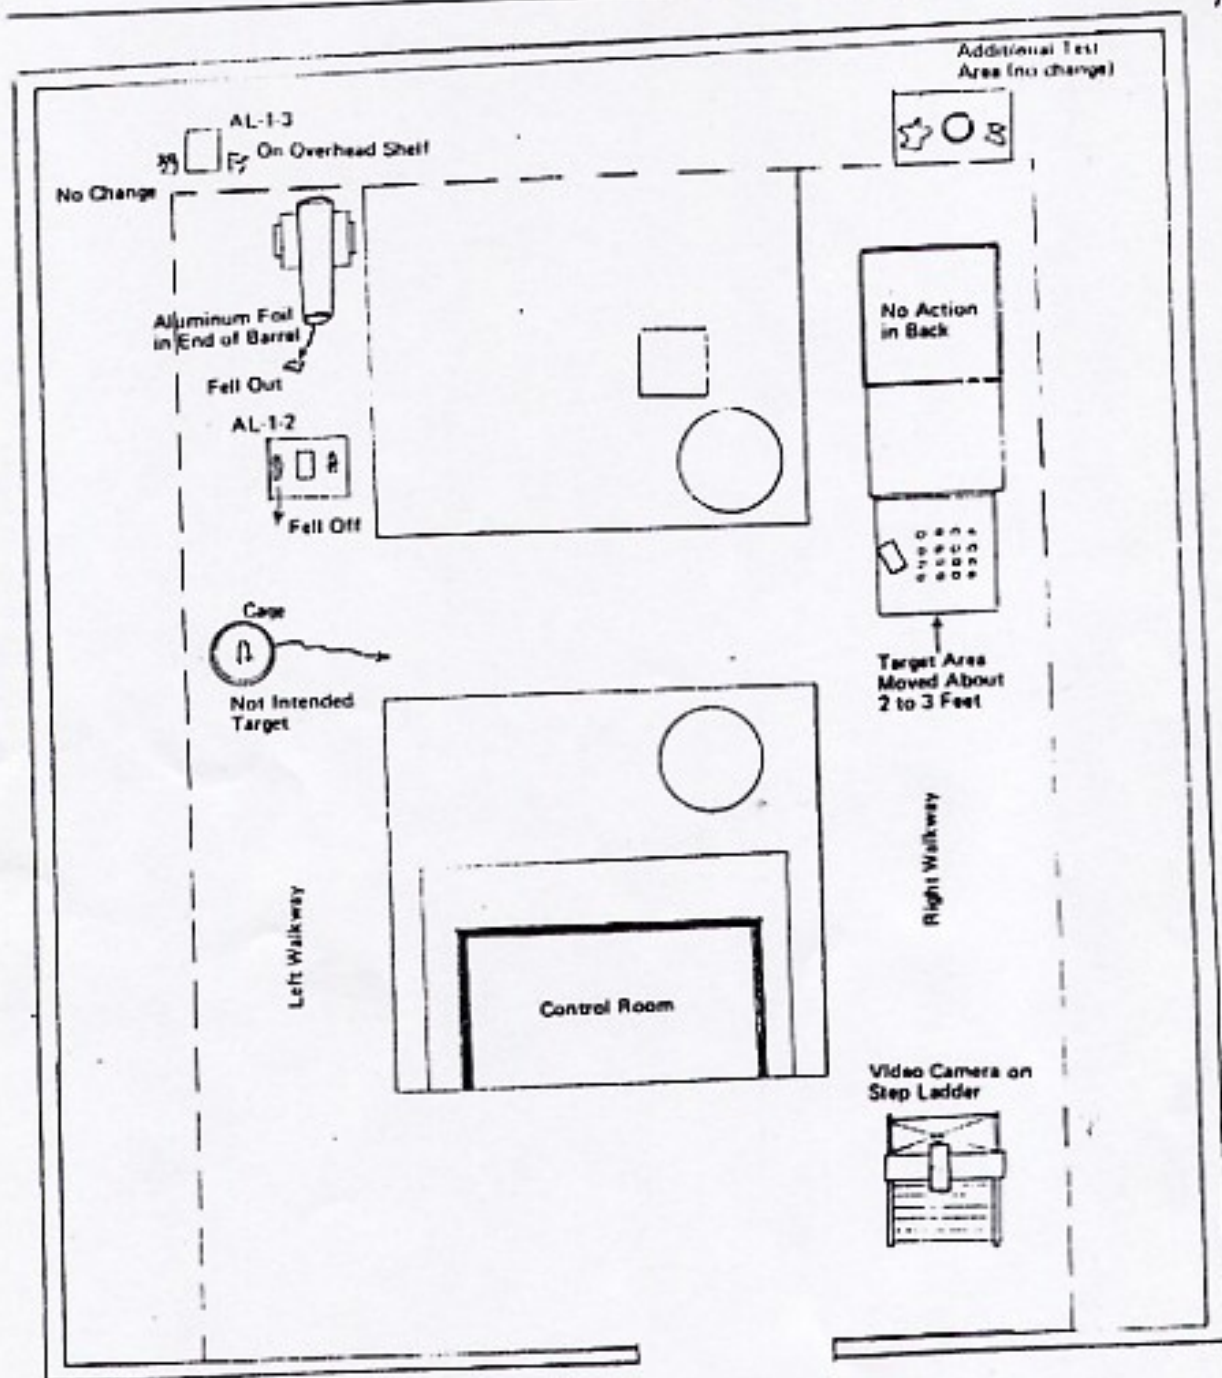 Additional Test
Area (no change)
AL-1-3
On Overhead Shelf
No Change
No Action
in Back
Aluminum Foil
in End of Barrel
Fell Out
AL-1-2
Fell Off
Cage
Not Intended
Target
Target Area
Moved About
2 to 3 Feet
Left Walkway
Right Walkway
Control Room
Video Camera on
Step Ladder